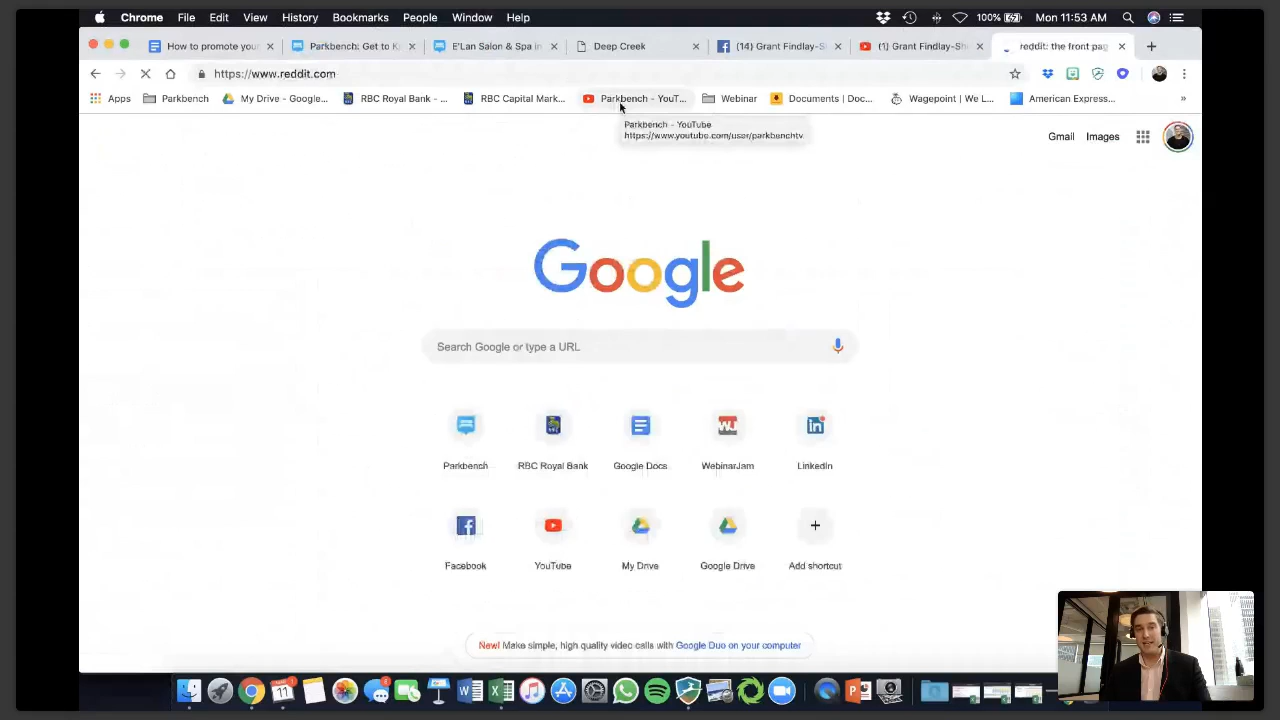 Chrome File Edit View History Bookmarks People Window Help 100% Mon 11:53 AM
How to promote your Parkbench: Get to K E'Lan Salon & Spa in Deep Creek (14) Grant Findlay-Sh (1) Grant Findlay-Sh reddit: the front pag
https://www.reddit.com
Apps Parkbench My Drive - Google... RBC Royal Bank - ... RBC Capital Mark... Parkbench - YouT... Webinar Documents | Doc... Wagepoint | We L... American Express... »
Parkbench - YouTube
https://www.youtube.com/user/parkbenchtv
Gmail Images
Google
Search Google or type a URL
Parkbench RBC Royal Bank Google Docs WebinarJam LinkedIn
Facebook YouTube My Drive Google Drive Add shortcut
New! Make simple, high quality video calls with Google Duo on your computer